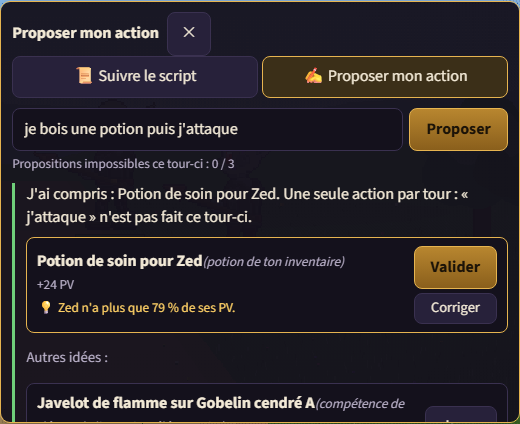 Proposer mon action ×
📜 Suivre le script ✍️ Proposer mon action
je bois une potion puis j'attaque Proposer
Propositions impossibles ce tour-ci : 0 / 3
J'ai compris : Potion de soin pour Zed. Une seule action par tour : «
j'attaque » n'est pas fait ce tour-ci.
Potion de soin pour Zed(potion de ton inventaire) Valider
+24 PV
💡 Zed n'a plus que 79 % de ses PV. Corriger
Autres idées :
Javelot de flamme sur Gobelin cendré A(compétence de